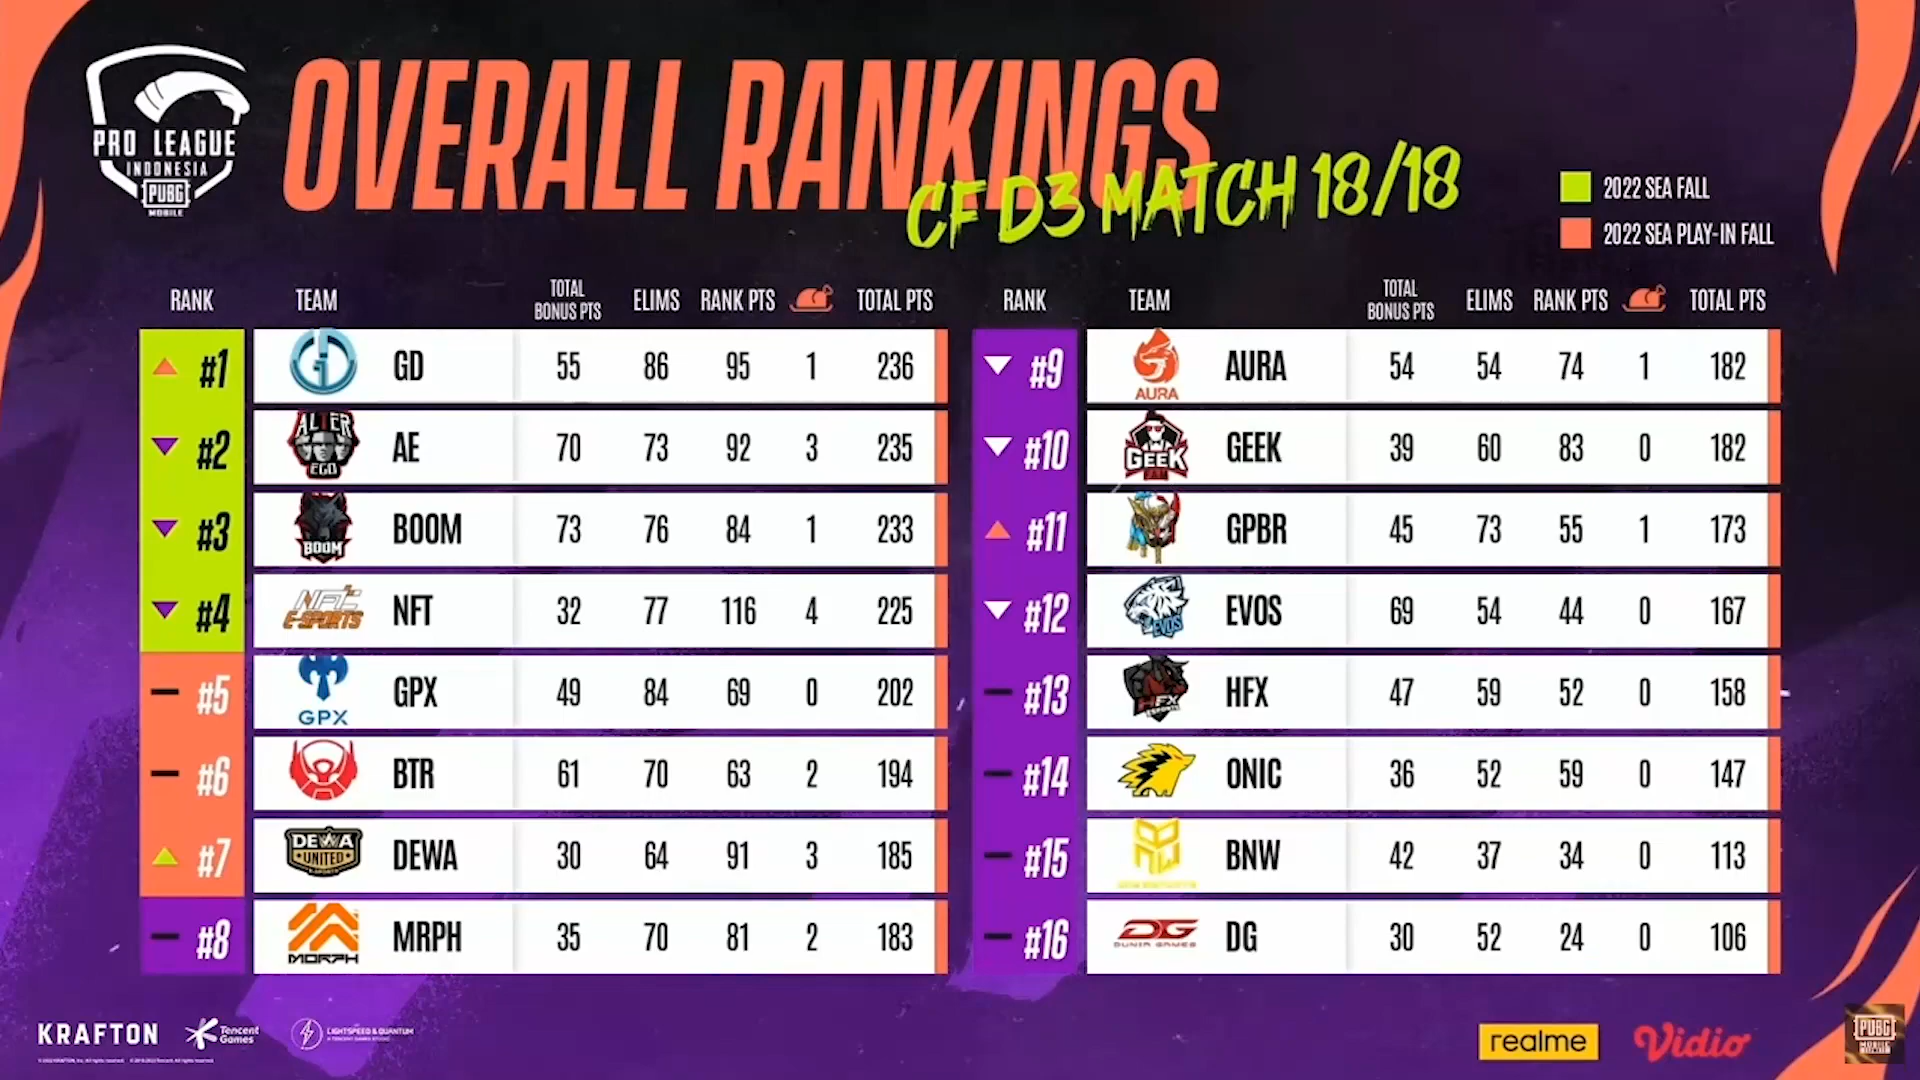 PRO LEAGUE
INDONESIA
PUBG
MOBILE
OVERALL RANKINGS
CF D3 MATCH 18/18
2022 SEA FALL
2022 SEA PLAY-IN FALL
RANK TEAM TOTAL BONUS PTS ELIMS RANK PTS TOTAL PTS
#1 GD 55 86 95 1 236
#2 ALTER EGO AE 70 73 92 3 235
#3 BOOM BOOM 73 76 84 1 233
#4 NFT E-SPORTS NFT 32 77 116 4 225
#5 GPX GPX 49 84 69 0 202
#6 BTR 61 70 63 2 194
#7 DEWA UNITED DEWA 30 64 91 3 185
#8 MORPH MRPH 35 70 81 2 183
RANK TEAM TOTAL BONUS PTS ELIMS RANK PTS TOTAL PTS
#9 AURA AURA 54 54 74 1 182
#10 GEEK GEEK 39 60 83 0 182
#11 GPBR 45 73 55 1 173
#12 EVOS EVOS 69 54 44 0 167
#13 HFX HFX 47 59 52 0 158
#14 ONIC 36 52 59 0 147
#15 BNW BNW 42 37 34 0 113
#16 DG DUNIA GAMES DG 30 52 24 0 106
KRAFTON
Tencent Games
LIGHTSPEED & QUANTUM
realme
Vidio
PUBG
MOBILE